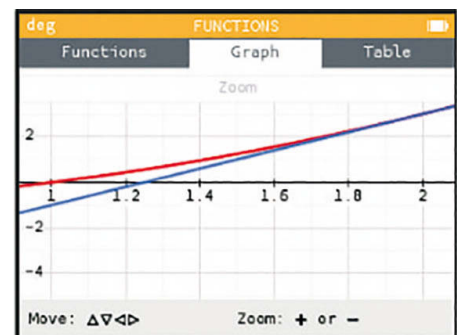 deg FUNCTIONS
Functions Graph Table
Zoom
2
1 1.2 1.4 1.6 1.8 2
-2
-4
Move: △▽◁▷ Zoom: + or −